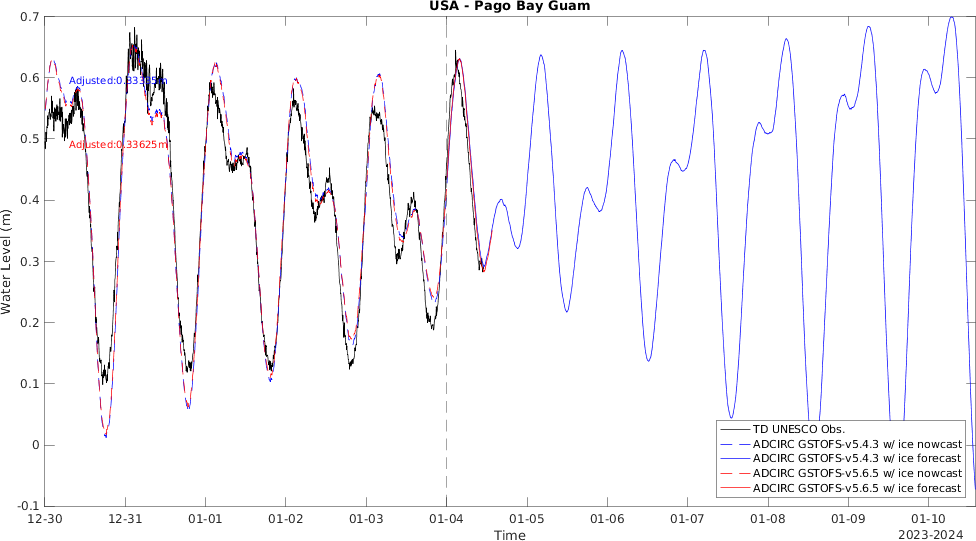 USA - Pago Bay Guam
Water Level (m)
0.7
0.6
0.5
0.4
0.3
0.2
0.1
0
-0.1
Adjusted:0.33
Adjusted:0.33625m
TD UNESCO Obs.
ADCIRC GSTOFS-v5.4.3 w/ ice nowcast
ADCIRC GSTOFS-v5.4.3 w/ ice forecast
ADCIRC GSTOFS-v5.6.5 w/ ice nowcast
ADCIRC GSTOFS-v5.6.5 w/ ice forecast
12-30 12-31 01-01 01-02 01-03 01-04 01-05 01-06 01-07 01-08 01-09 01-10
Time
2023-2024